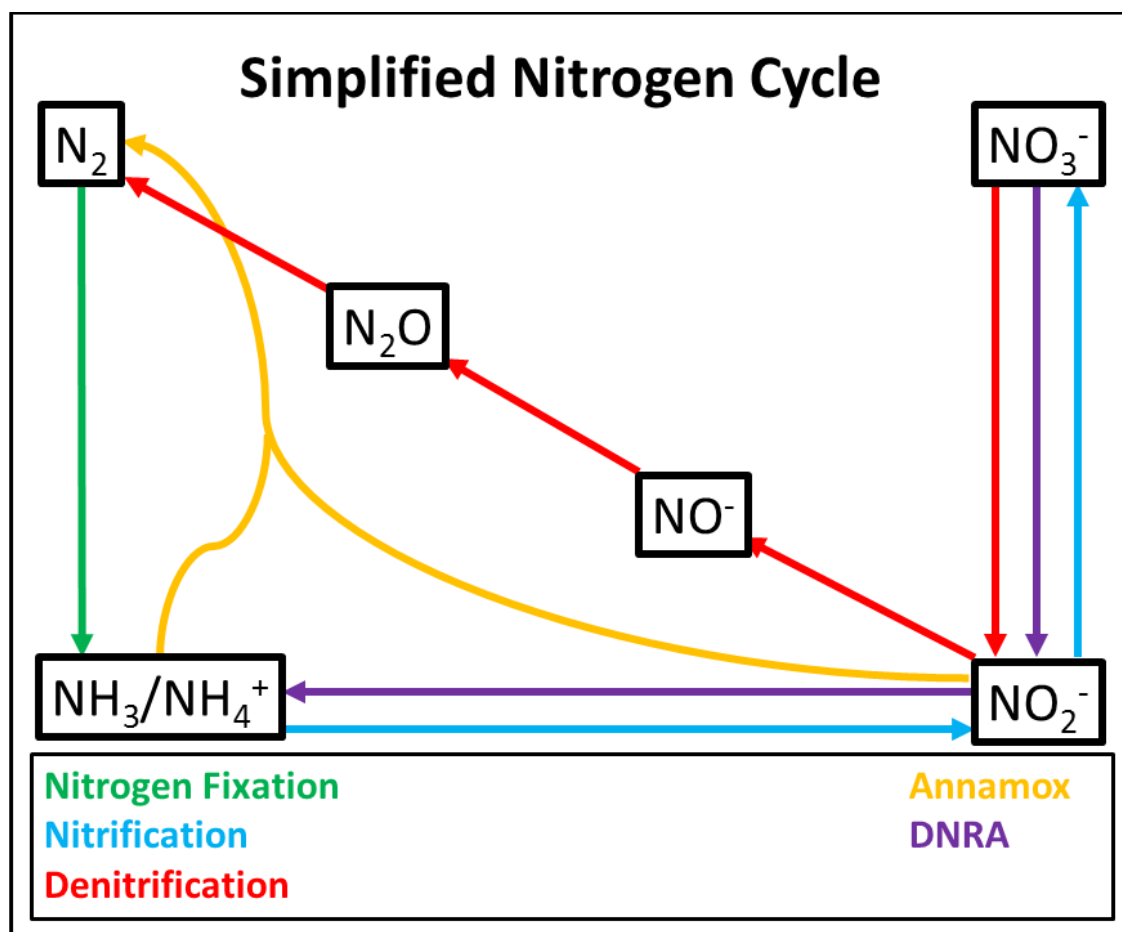 Simplified Nitrogen Cycle
N₂
NO₃⁻
N₂O
NO⁻
NH₃/NH₄⁺
NO₂⁻
Nitrogen Fixation
Annamox
Nitrification
DNRA
Denitrification